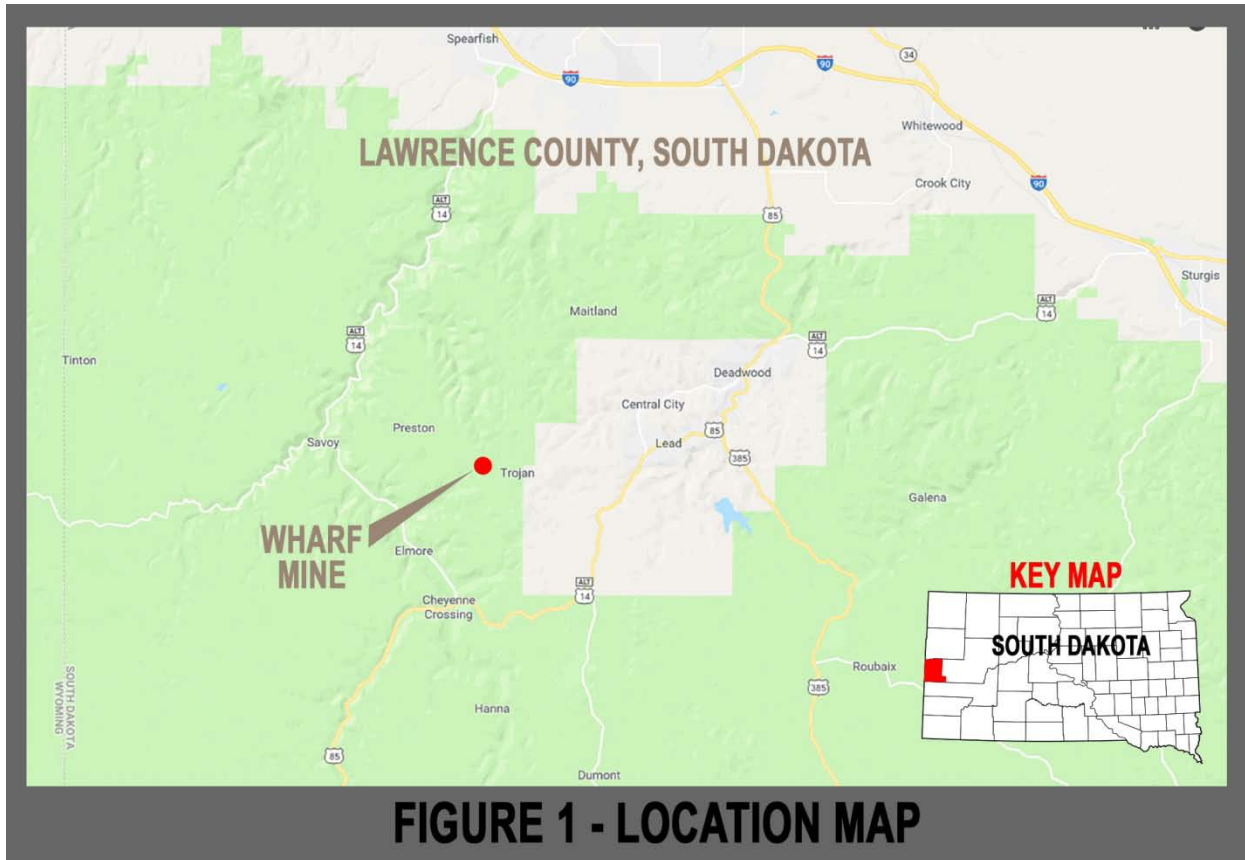 Spearfish
34
90
90
Whitewood
LAWRENCE COUNTY, SOUTH DAKOTA
Crook City
90
ALT
14
85
Sturgis
ALT
14
Maitland
ALT
14
ALT
14
Tinton
Deadwood
Central City
Preston
85
Savoy
Lead
385
Trojan
Galena
WHARF
MINE
Elmore
KEY MAP
ALT
14
Cheyenne
Crossing
SOUTH DAKOTA
Roubaix
SOUTH DAKOTA
WYOMING
385
Hanna
85
Dumont
FIGURE 1 - LOCATION MAP